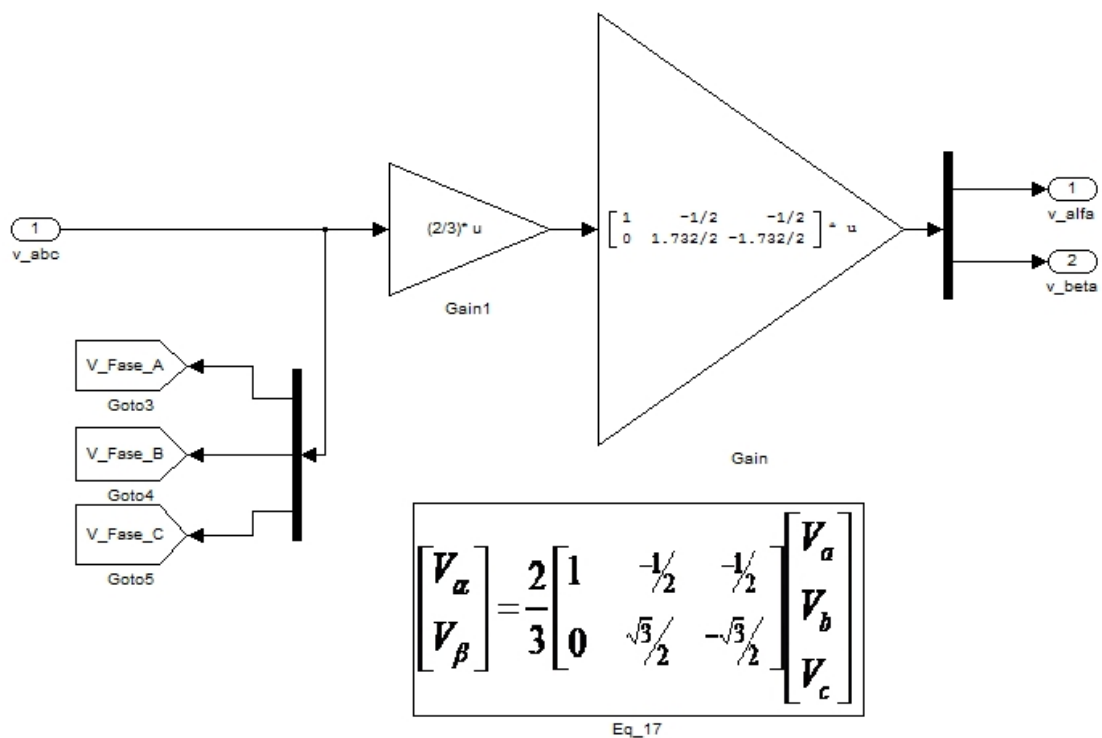 1
v_abc
(2/3)* u
Gain1
[ 1 -1/2 -1/2 ]
[ 0 1.732/2 -1.732/2 ] * u
Gain
1
v_alfa
2
v_beta
V_Fase_A
Goto3
V_Fase_B
Goto4
V_Fase_C
Goto5
[Vα Vβ] = 2/3 [1 -1/2 -1/2 0 √3/2 -√3/2] [Va Vb Vc]
Eq_17